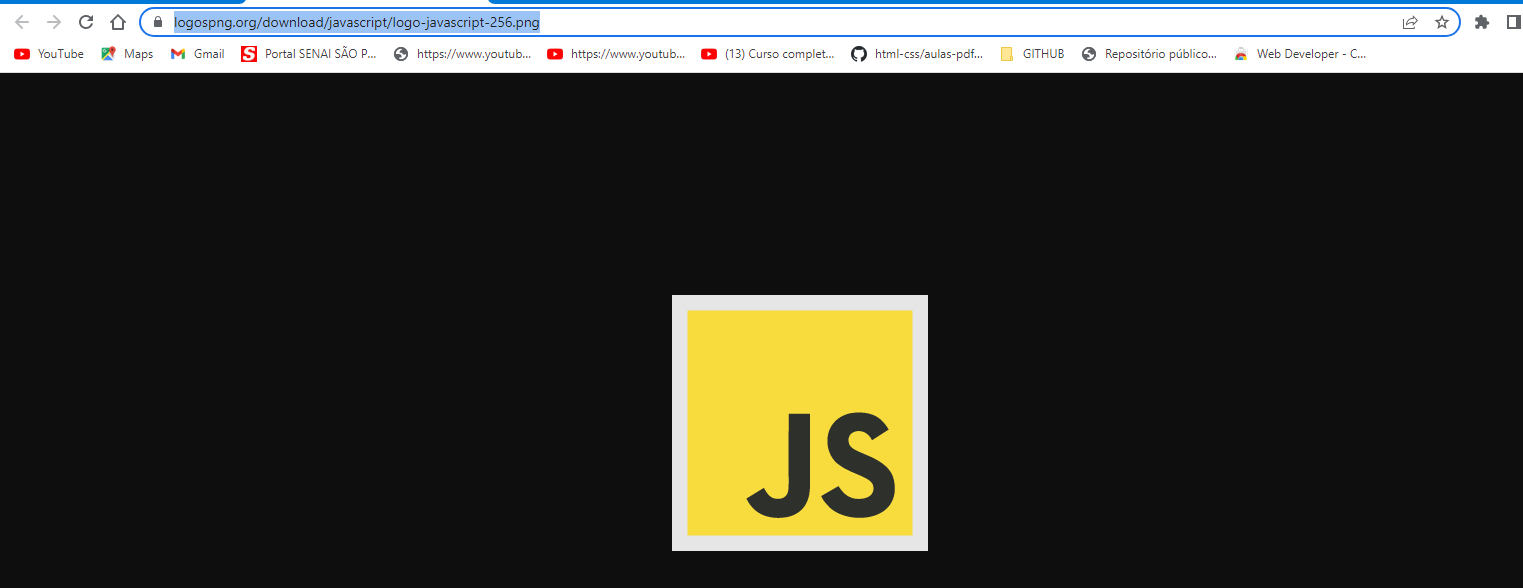 logospng.org/download/javascript/logo-javascript-256.png
YouTube Maps Gmail Portal SENAI SÃO P... https://www.youtub... https://www.youtub... (13) Curso complet... html-css/aulas-pdf... GITHUB Repositório público... Web Developer - C...
JS